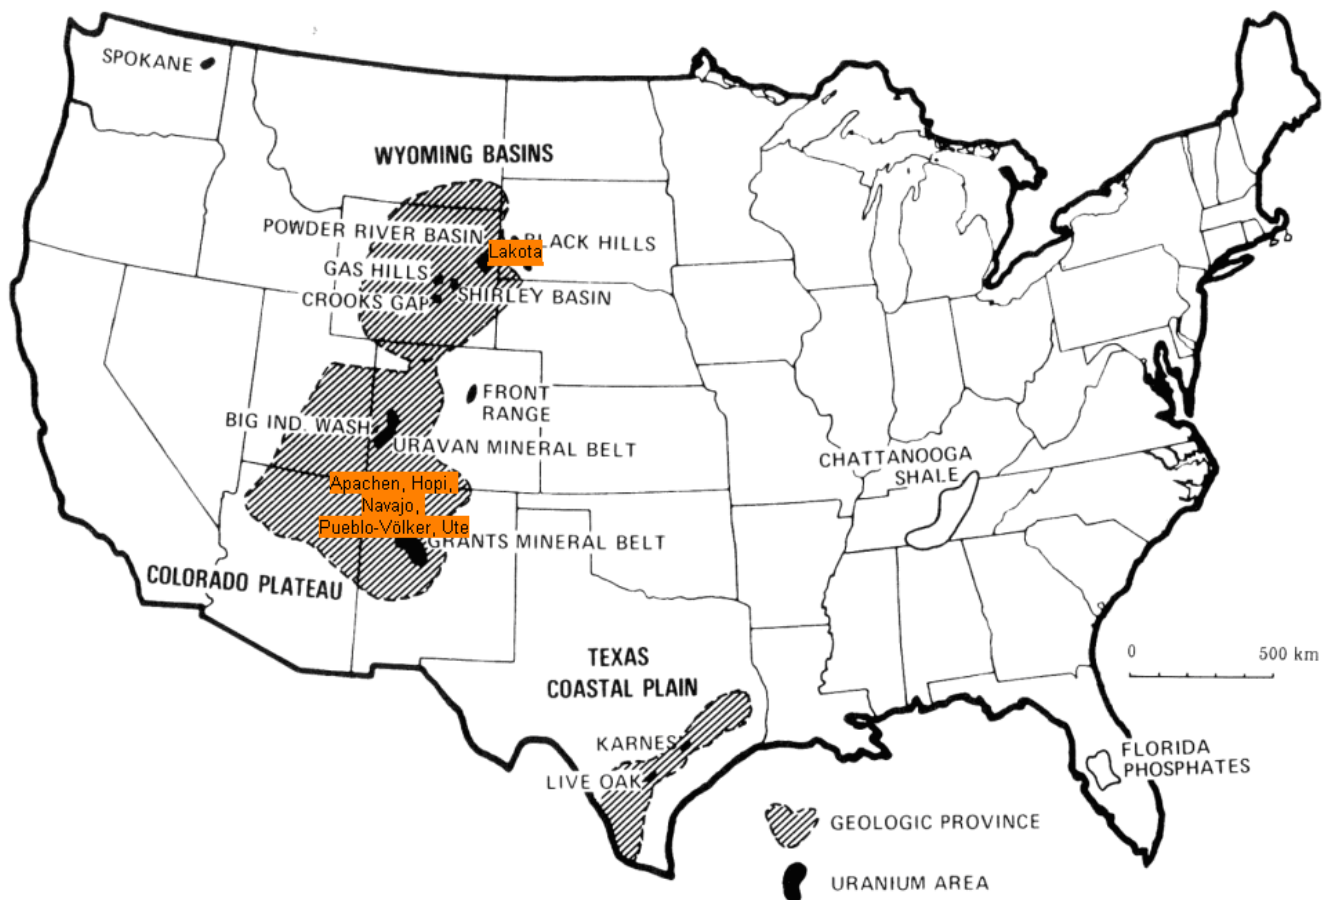 SPOKANE
WYOMING BASINS
POWDER RIVER BASIN
BLACK HILLS
Lakota
GAS HILLS
CROOKS GAP
SHIRLEY BASIN
FRONT
RANGE
BIG IND. WASH
URAVAN MINERAL BELT
CHATTANOOGA
SHALE
Apachen, Hopi,
Navajo,
Pueblo-Völker, Ute
GRANTS MINERAL BELT
COLORADO PLATEAU
TEXAS
COASTAL PLAIN
0 500 km
KARNES
LIVE OAK
FLORIDA
PHOSPHATES
GEOLOGIC PROVINCE
URANIUM AREA